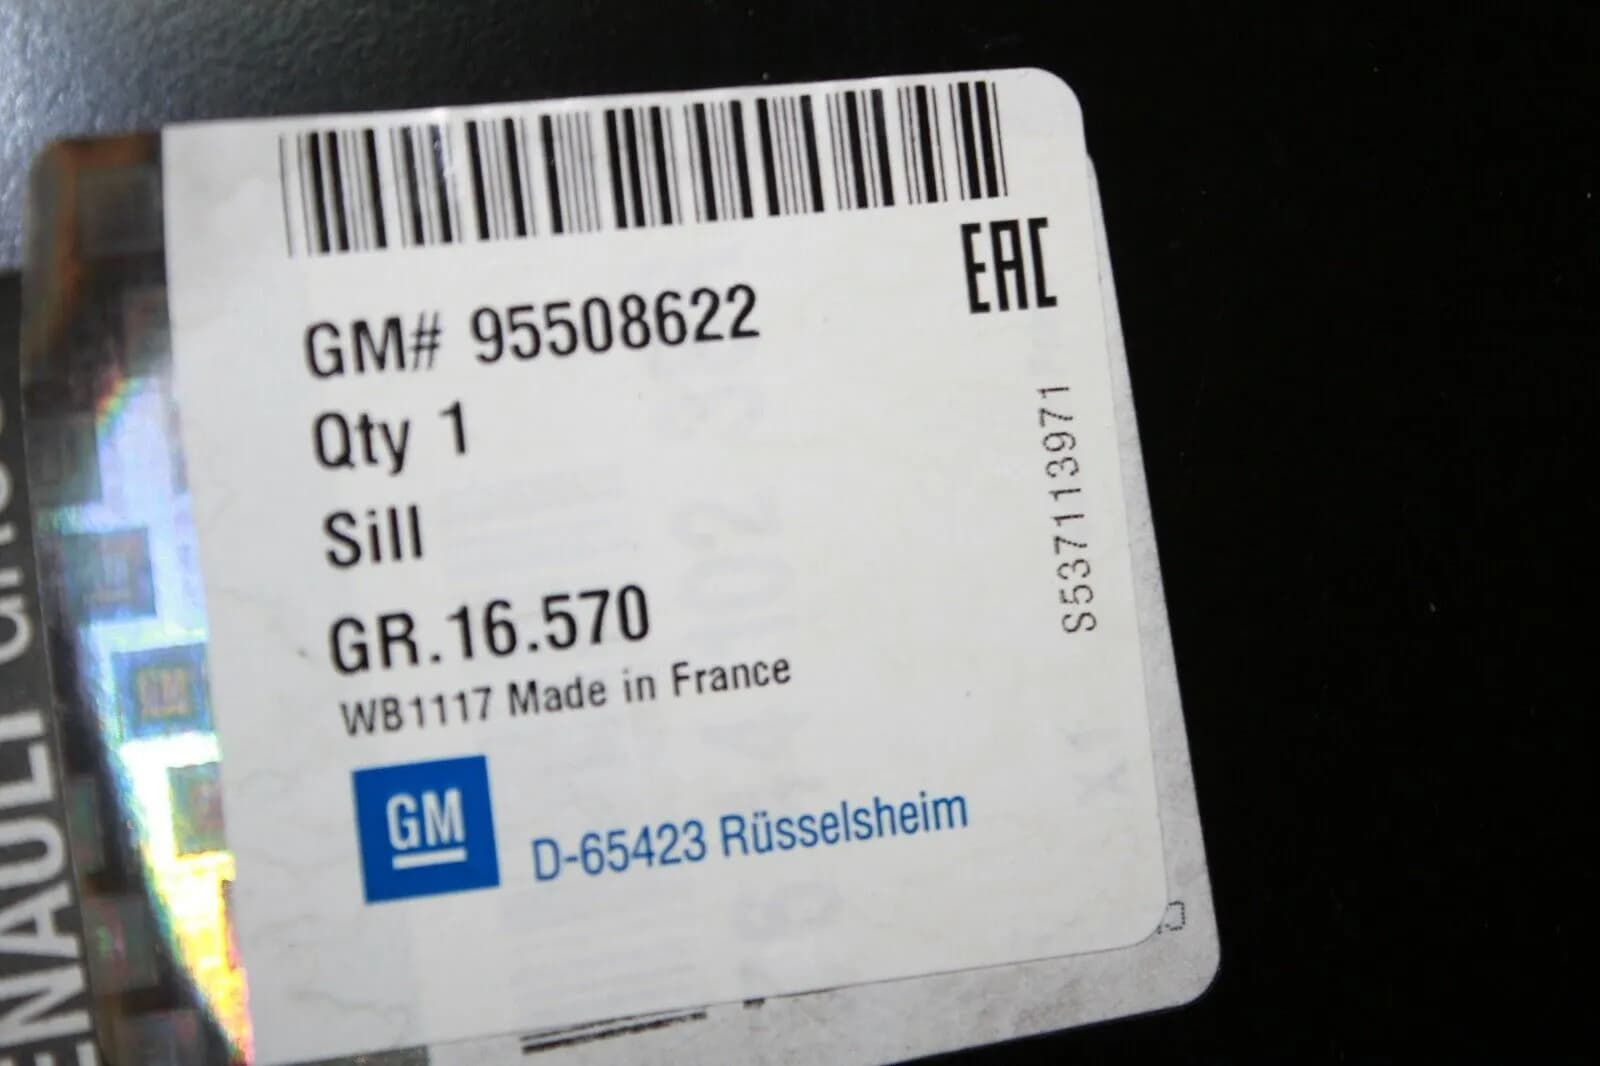 EAC
GM# 95508622
Qty 1
Sill
GR.16.570
WB1117 Made in France
GM
D-65423 Rüsselsheim
S537113971